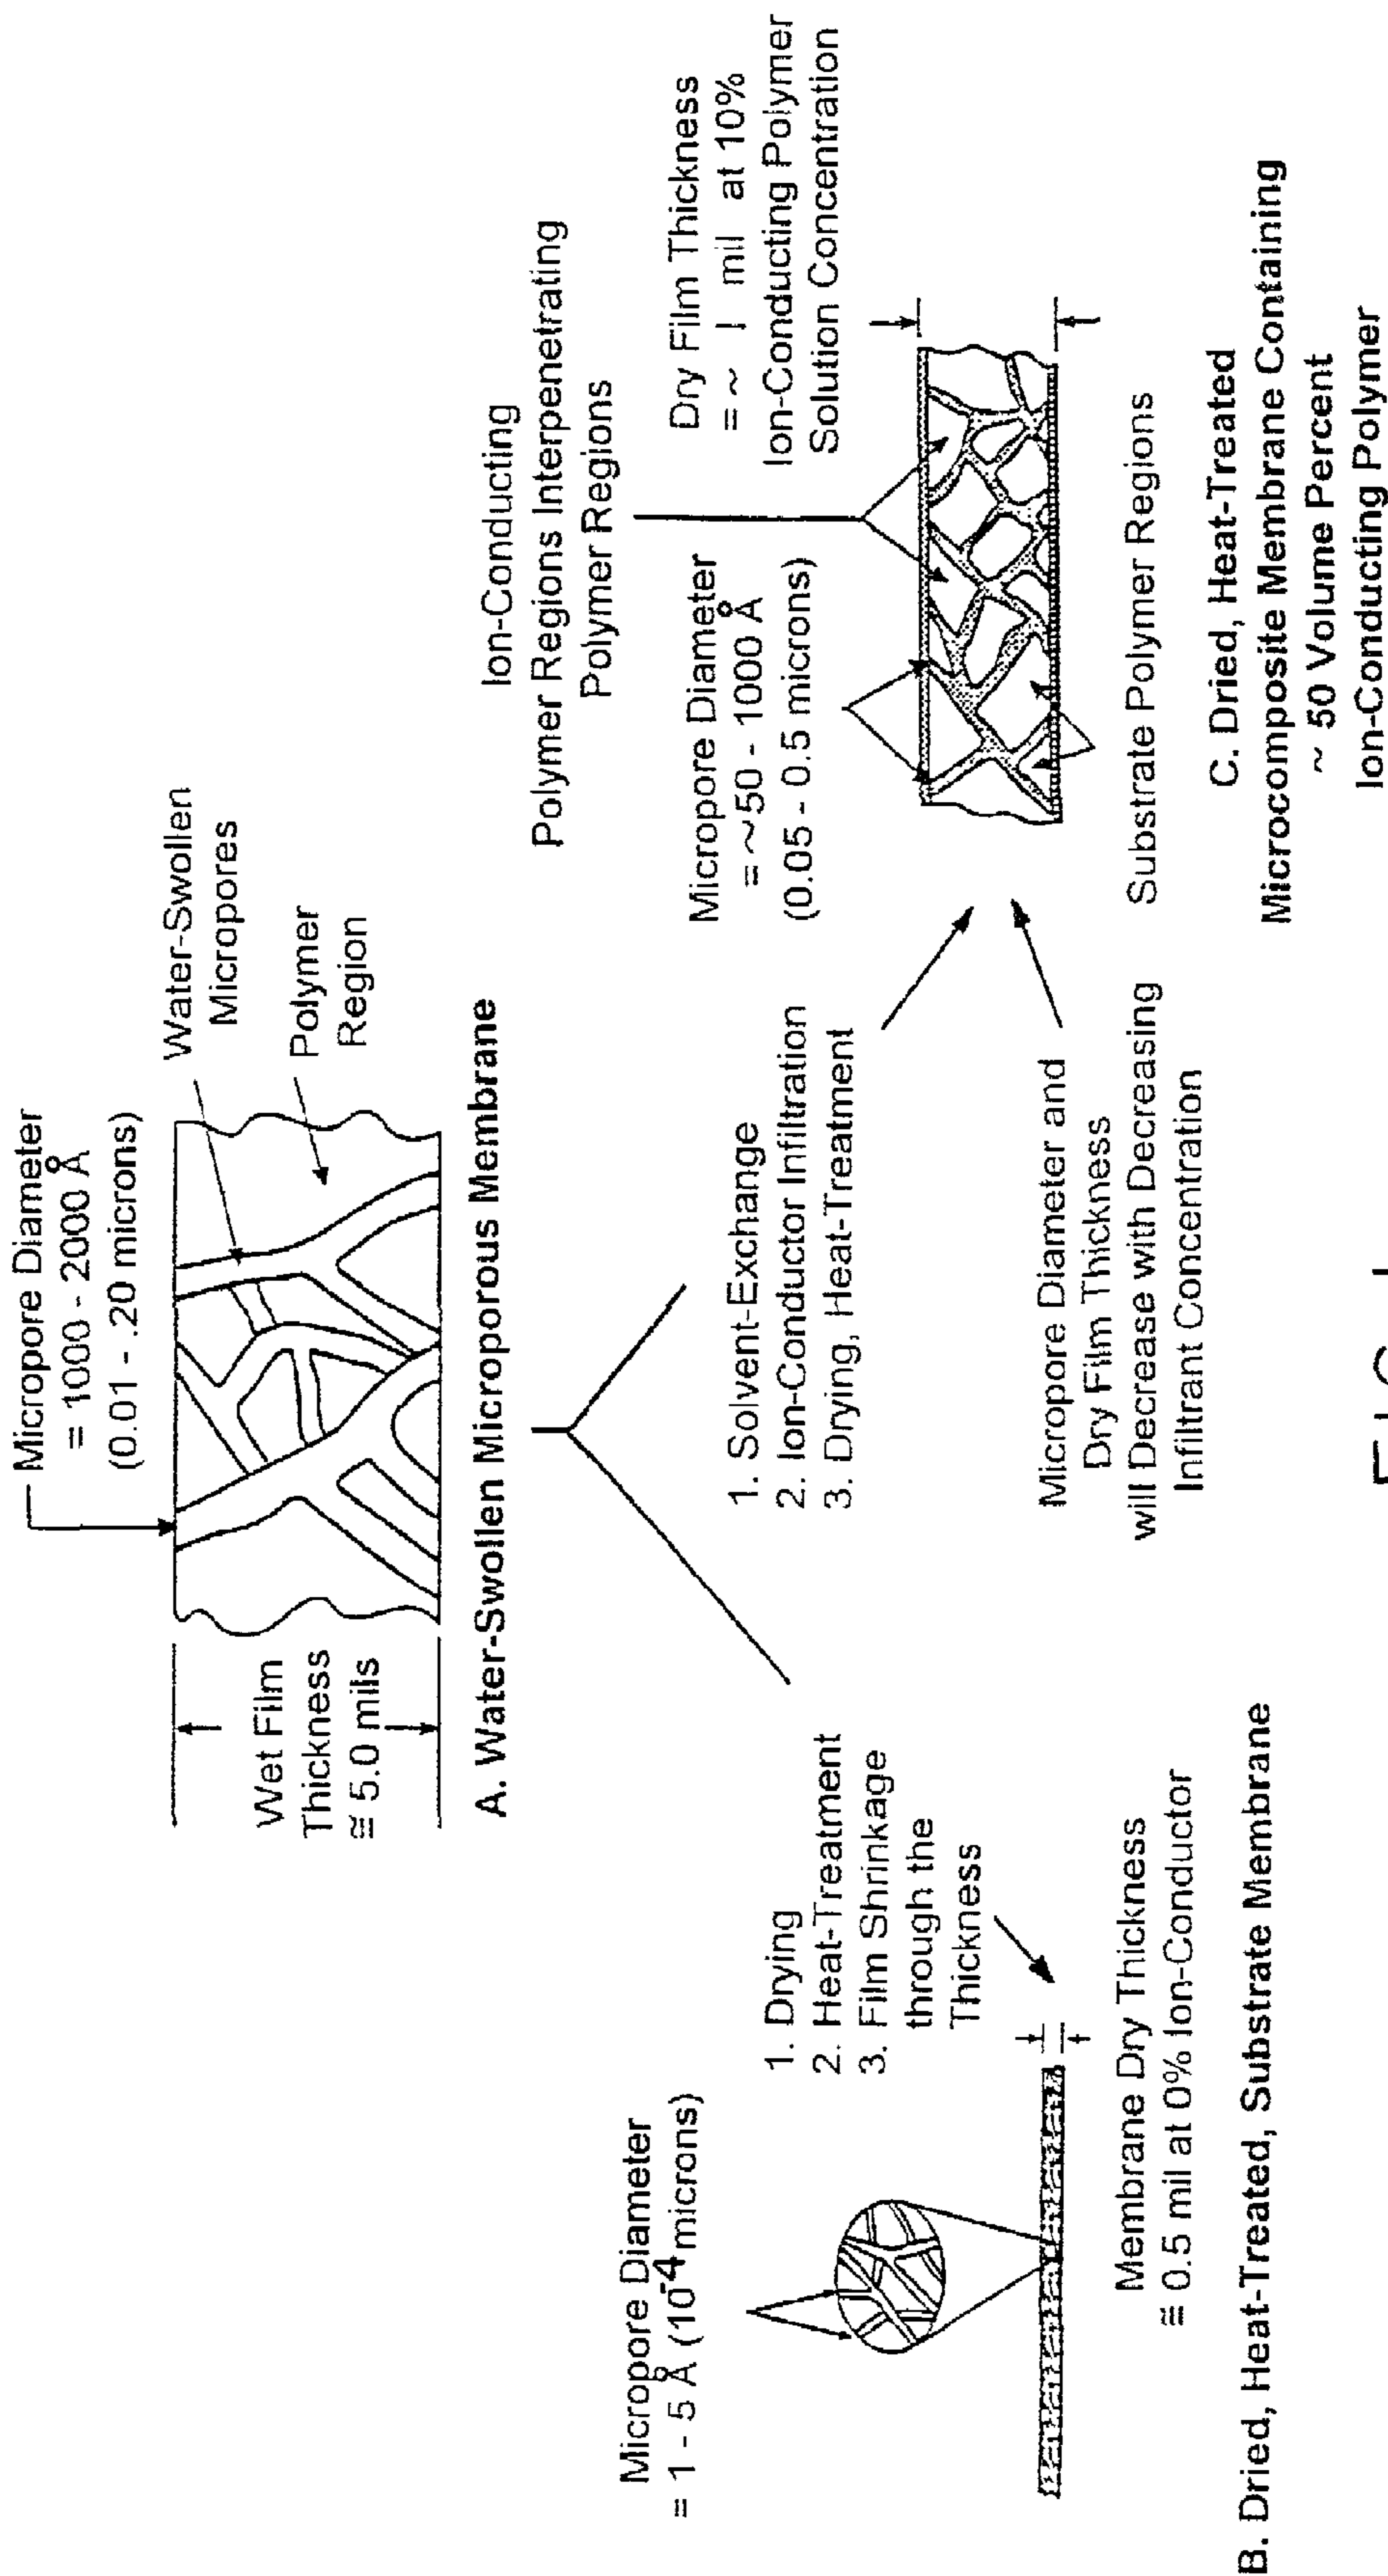 Micropore Diameter
= 1000 - 2000 Å
(0.01 - .20 microns)
Water-Swollen
Micropores
Polymer
Region
Wet Film
Thickness
≅ 5.0 mils
A. Water-Swollen Microporous Membrane
Micropore Diameter
= 1 - 5 Å (10⁻⁴ microns)
1. Drying
2. Heat-Treatment
3. Film Shrinkage
through the
Thickness
Membrane Dry Thickness
≅ 0.5 mil at 0% Ion-Conductor
B. Dried, Heat-Treated, Substrate Membrane
1. Solvent-Exchange
2. Ion-Conductor Infiltration
3. Drying, Heat-Treatment
Micropore Diameter and
Dry Film Thickness
will Decrease with Decreasing
Infiltrant Concentration
Ion-Conducting
Polymer Regions Interpenetrating
Polymer Regions
Micropore Diameter
= ~50 - 1000 Å
(0.05 - 0.5 microns)
Dry Film Thickness
= ~ 1 mil at 10%
Ion-Conducting Polymer
Solution Concentration
Substrate Polymer Regions
C. Dried, Heat-Treated
Microcomposite Membrane Containing
~ 50 Volume Percent
Ion-Conducting Polymer